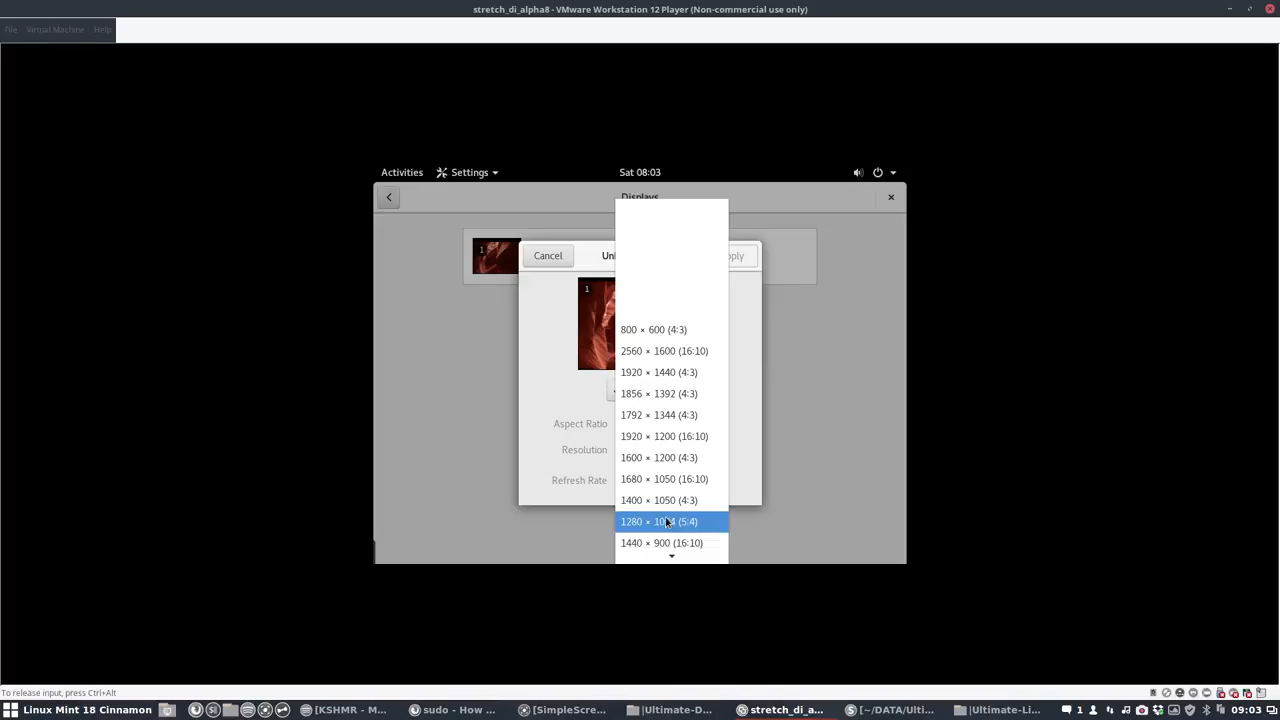 stretch_di_alpha8 - VMware Workstation 12 Player (Non-commercial use only)
File Virtual Machine Help
Activities Settings Sat 08:03
Displays
1
Cancel
1
800 × 600 (4:3)
2560 × 1600 (16:10)
1920 × 1440 (4:3)
1856 × 1392 (4:3)
1792 × 1344 (4:3)
Aspect Ratio
1920 × 1200 (16:10)
Resolution
1600 × 1200 (4:3)
Refresh Rate
1680 × 1050 (16:10)
1400 × 1050 (4:3)
1280 × 1024 (5:4)
1440 × 900 (16:10)
To release input, press Ctrl+Alt
Linux Mint 18 Cinnamon [KSHMR - M... sudo - How ... [SimpleScre... |Ultimate-D... stretch_di_a... [~/DATA/Ulti... |Ultimate-Li... 1 09:03